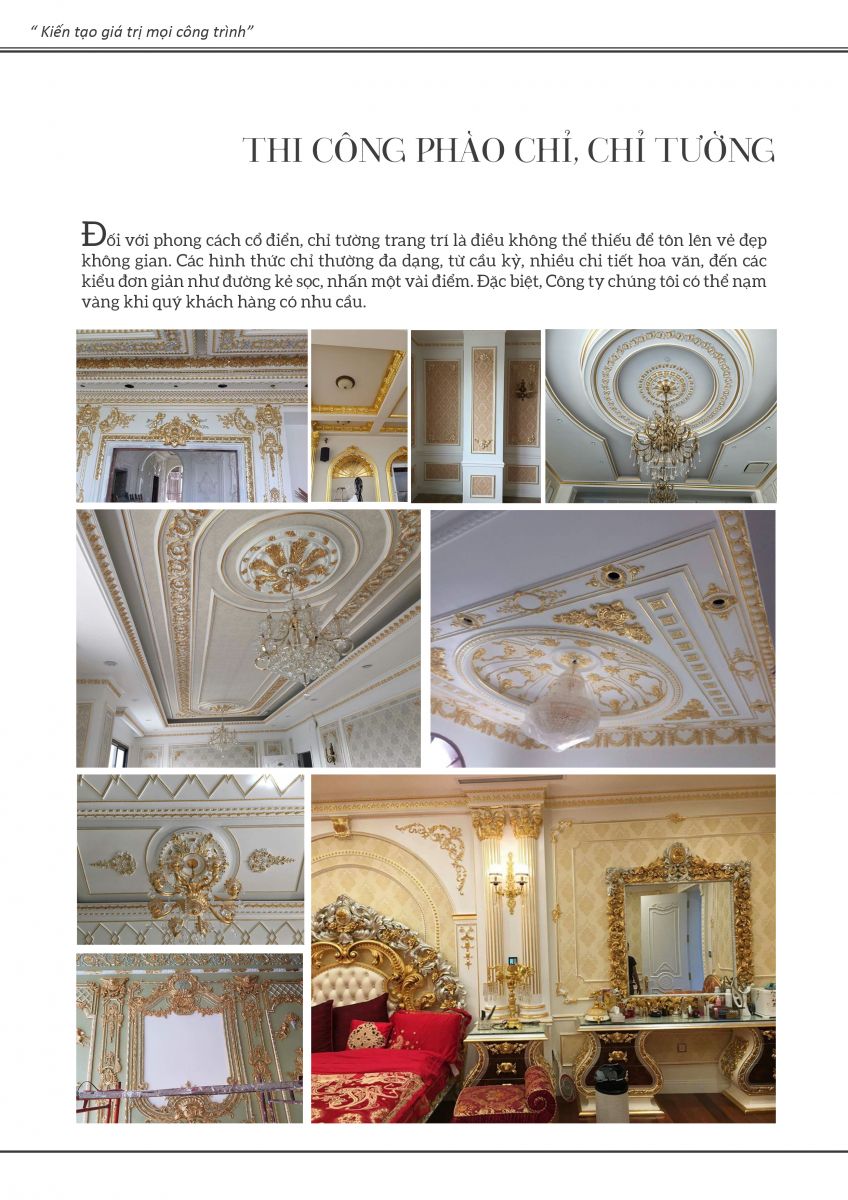 “ Kiến tạo giá trị mọi công trình”
THI CÔNG PHÀO CHỈ, CHỈ TƯỜNG
Đối với phong cách cổ điển, chỉ tường trang trí là điều không thể thiếu để tôn lên vẻ đẹp
không gian. Các hình thức chỉ thường đa dạng, từ cầu kỳ, nhiều chi tiết hoa văn, đến các
kiểu đơn giản như đường kẻ sọc, nhấn một vài điểm. Đặc biệt, Công ty chúng tôi có thể nạm
vàng khi quý khách hàng có nhu cầu.